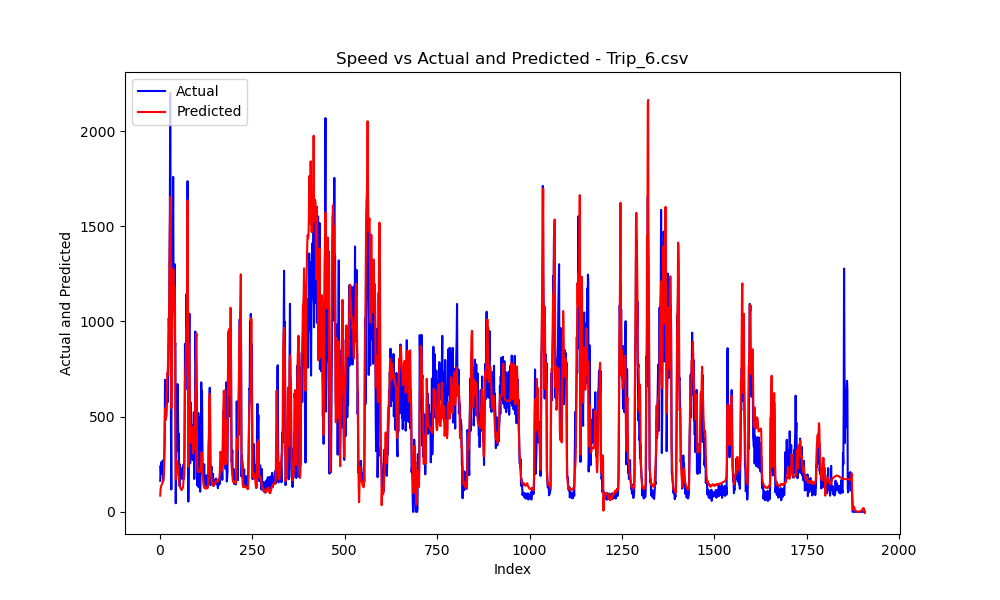 Speed vs Actual and Predicted - Trip_6.csv
Actual
Predicted
Actual and Predicted
2000
1500
1000
500
0
0 250 500 750 1000 1250 1500 1750 2000
Index